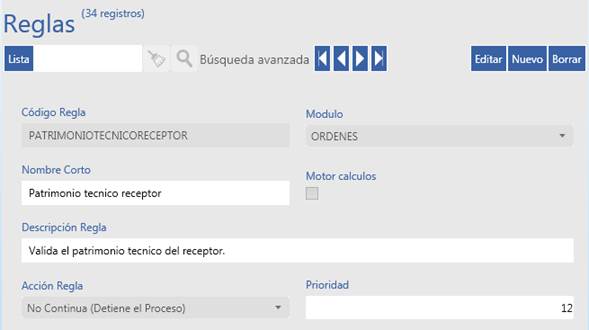 Reglas (34 registros)
Lista Búsqueda avanzada Editar Nuevo Borrar
Código Regla Modulo
PATRIMONIOTECNICORECEPTOR ORDENES
Nombre Corto Motor calculos
Patrimonio tecnico receptor
Descripción Regla
Valida el patrimonio tecnico del receptor.
Acción Regla Prioridad
No Continua (Detiene el Proceso) 12